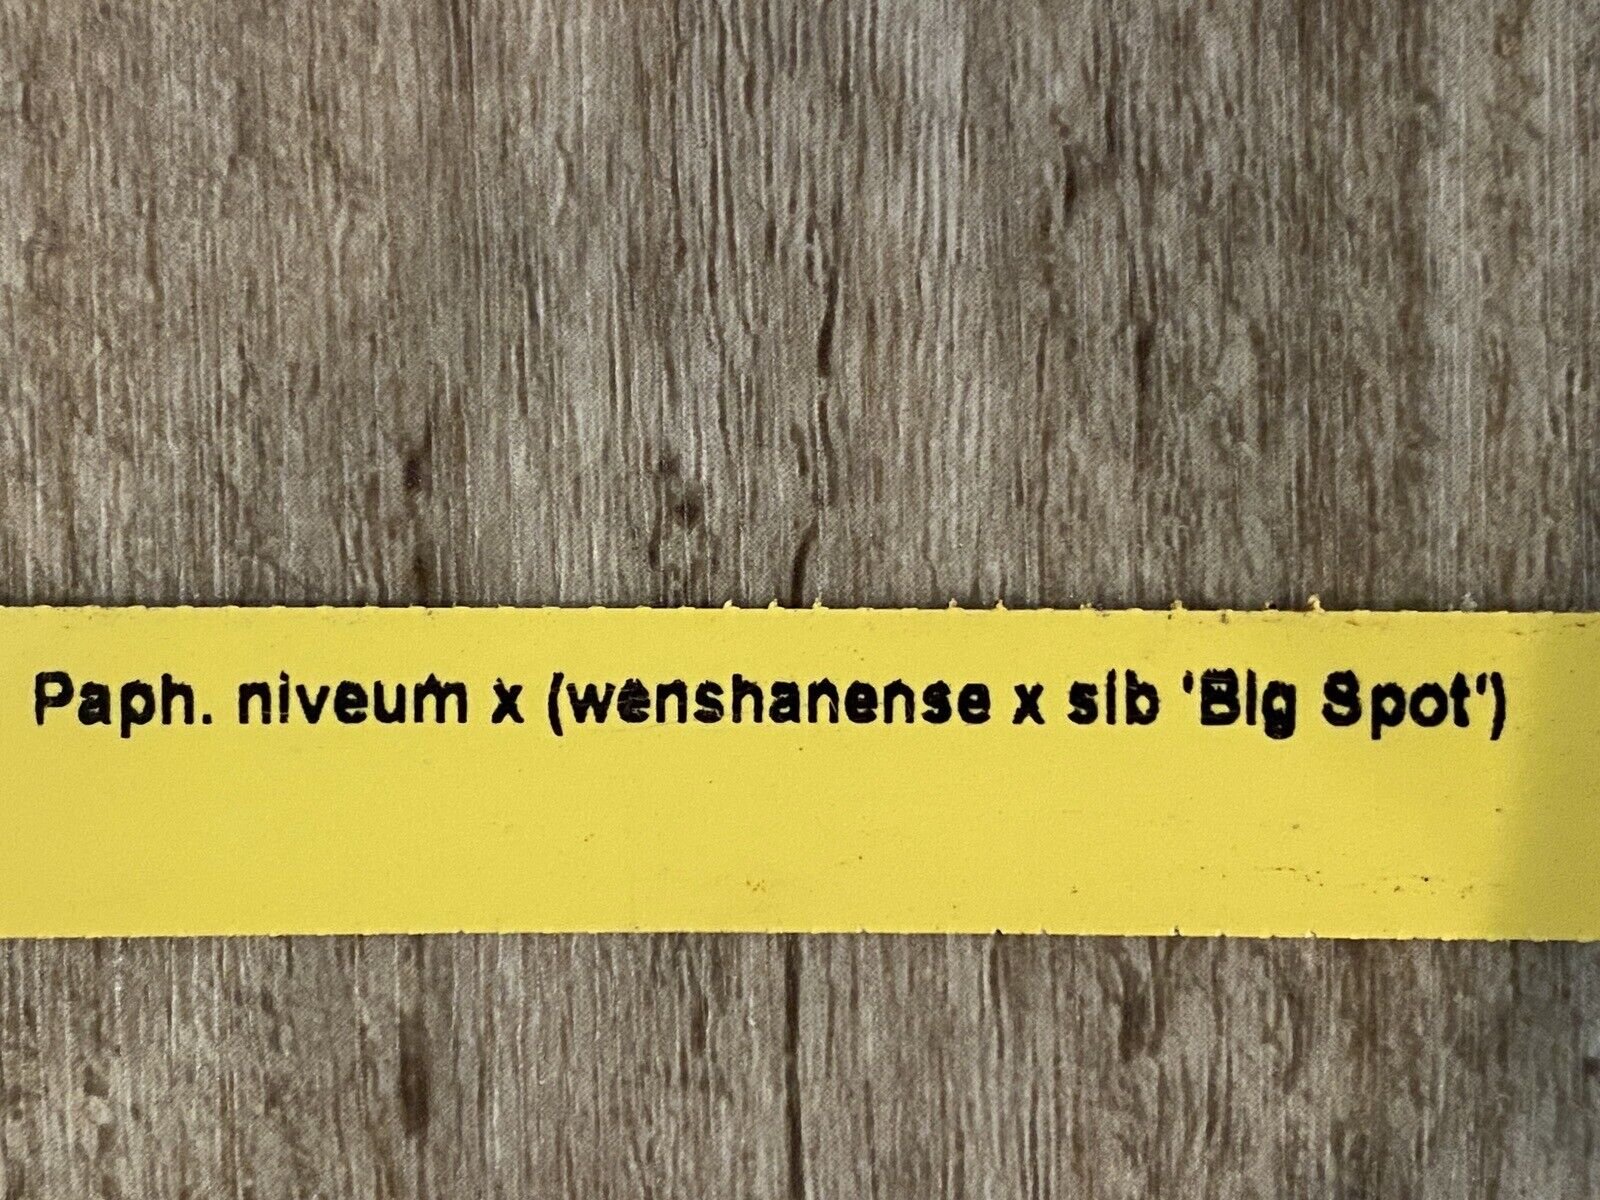 Paph. niveum x (wenshanense x sib 'Big Spot')